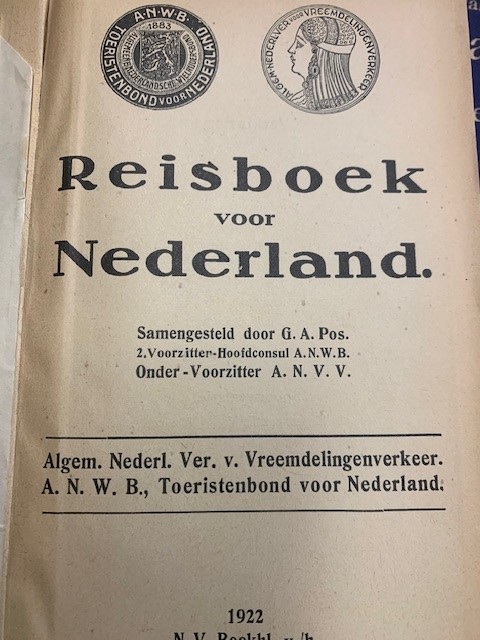 A.N.W.B.
TOERISTENBOND VOOR NEDERLAND
1883
ALGEM. NEDERL. VER. VOOR VREEMDELINGENVERKEER
Reisboek
voor
Nederland.
Samengesteld door G. A. Pos.
2. Voorzitter-Hoofdconsul A.N.W.B.
Onder-Voorzitter A. N. V. V.
Algem. Nederl. Ver. v. Vreemdelingenverkeer.
A. N. W. B., Toeristenbond voor Nederland.
1922
N.V. Boekhl. v/h